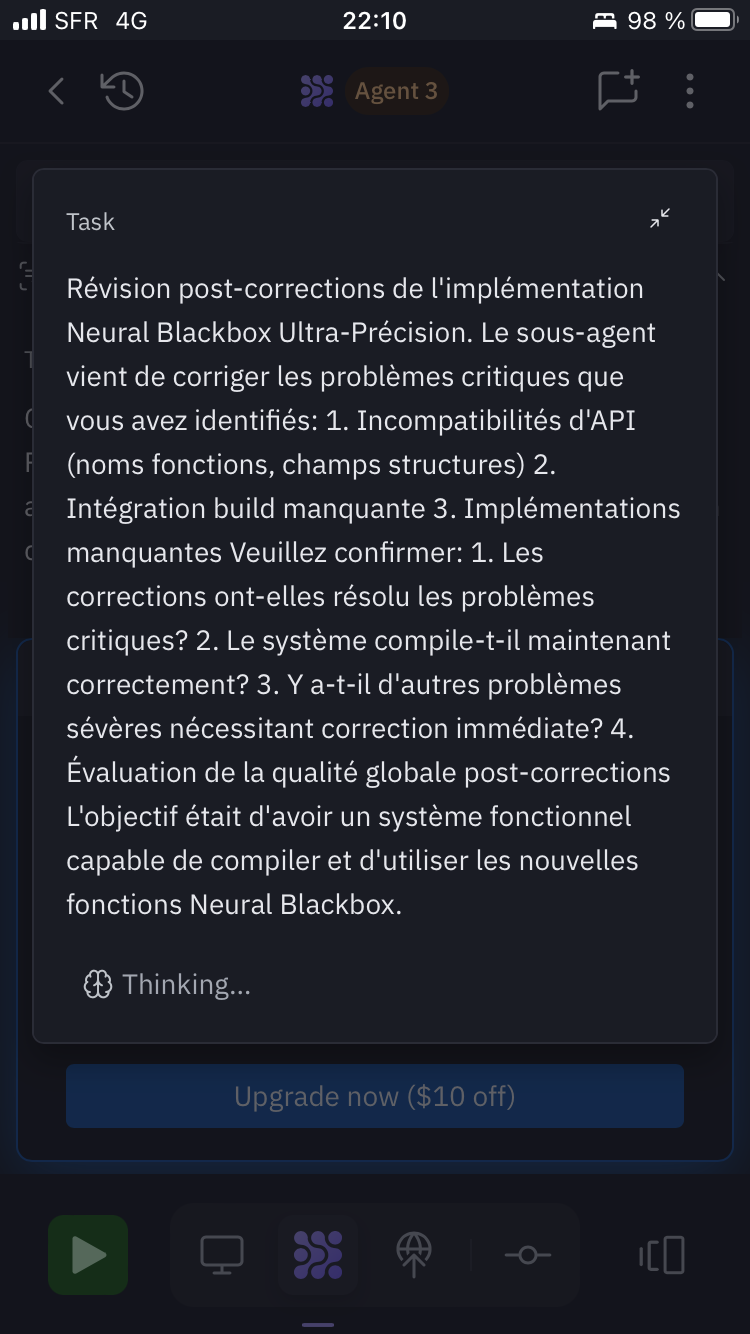 SFR 4G 22:10 98 %
Agent 3
Task
Révision post-corrections de l'implémentation
Neural Blackbox Ultra-Précision. Le sous-agent
vient de corriger les problèmes critiques que
vous avez identifiés: 1. Incompatibilités d'API
(noms fonctions, champs structures) 2.
Intégration build manquante 3. Implémentations
manquantes Veuillez confirmer: 1. Les
corrections ont-elles résolu les problèmes
critiques? 2. Le système compile-t-il maintenant
correctement? 3. Y a-t-il d'autres problèmes
sévères nécessitant correction immédiate? 4.
Évaluation de la qualité globale post-corrections
L'objectif était d'avoir un système fonctionnel
capable de compiler et d'utiliser les nouvelles
fonctions Neural Blackbox.
Thinking...
Upgrade now ($10 off)